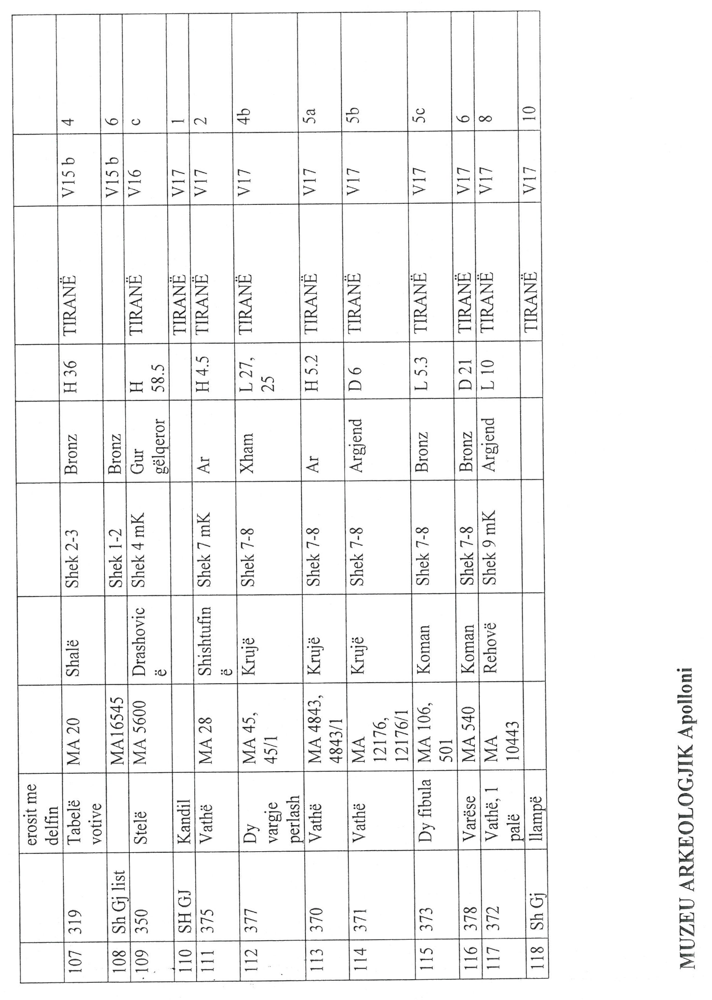 erosit me
delfin
107 319 Tabelë MA 20 Shalë Shek 2-3 Bronz H 36 TIRANË V15 b 4
votive
108 Sh Gj list MA16545 Shek 1-2 Bronz V15 b 6
109 350 Stelë MA 5600 Drashovic Shek 4 mK Gur H TIRANË V16 c
ë gëlqeror 58.5
110 SH GJ Kandil TIRANË V17 1
111 375 Vathë MA 28 Shishtufin Shek 7 mK Ar H 4.5 TIRANË V17 2
ë
112 377 Dy MA 45, Krujë Shek 7-8 Xham L 27, TIRANË V17 4b
vargje 45/1 25
perlash
113 370 Vathë MA 4843, Krujë Shek 7-8 Ar H 5.2 TIRANË V17 5a
4843/1
114 371 Vathë MA Krujë Shek 7-8 Argjend D 6 TIRANË V17 5b
12176,
12176/1
115 373 Dy fibula MA 106, Koman Shek 7-8 Bronz L 5.3 TIRANË V17 5c
501
116 378 Varëse MA 540 Koman Shek 7-8 Bronz D 21 TIRANË V17 6
117 372 Vathë, 1 MA Rehovë Shek 9 mK Argjend L 10 TIRANË V17 8
palë 10443
118 Sh Gj llampë TIRANË V17 10
MUZEU ARKEOLOGJIK Apolloni